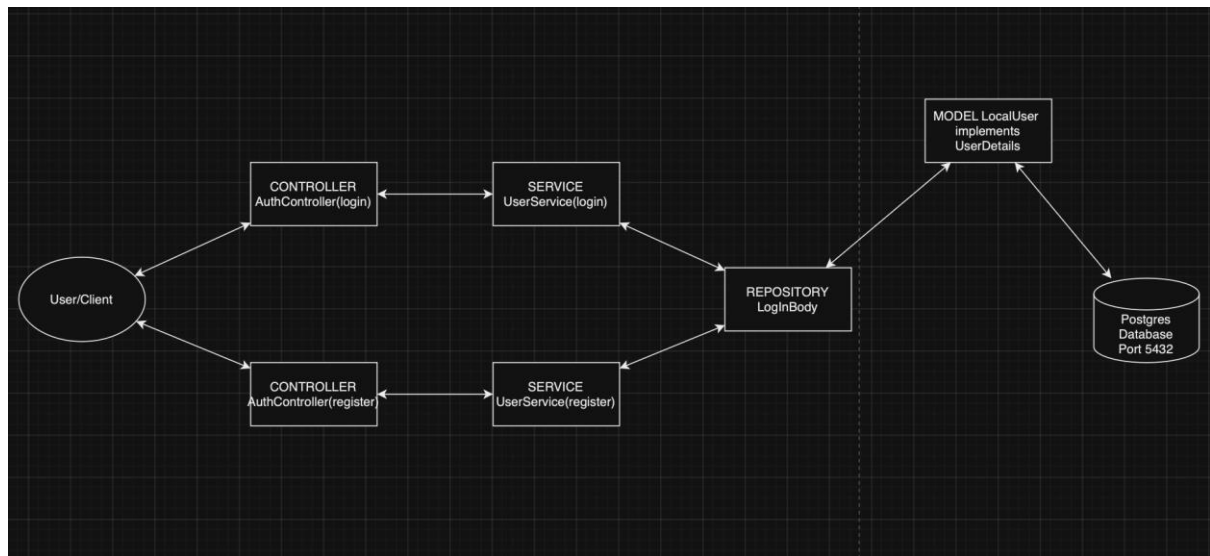 MODEL LocalUser
implements
UserDetails
CONTROLLER
AuthController(login)
SERVICE
UserService(login)
User/Client
REPOSITORY
LogInBody
Postgres
Database
Port 5432
CONTROLLER
AuthController(register)
SERVICE
UserService(register)